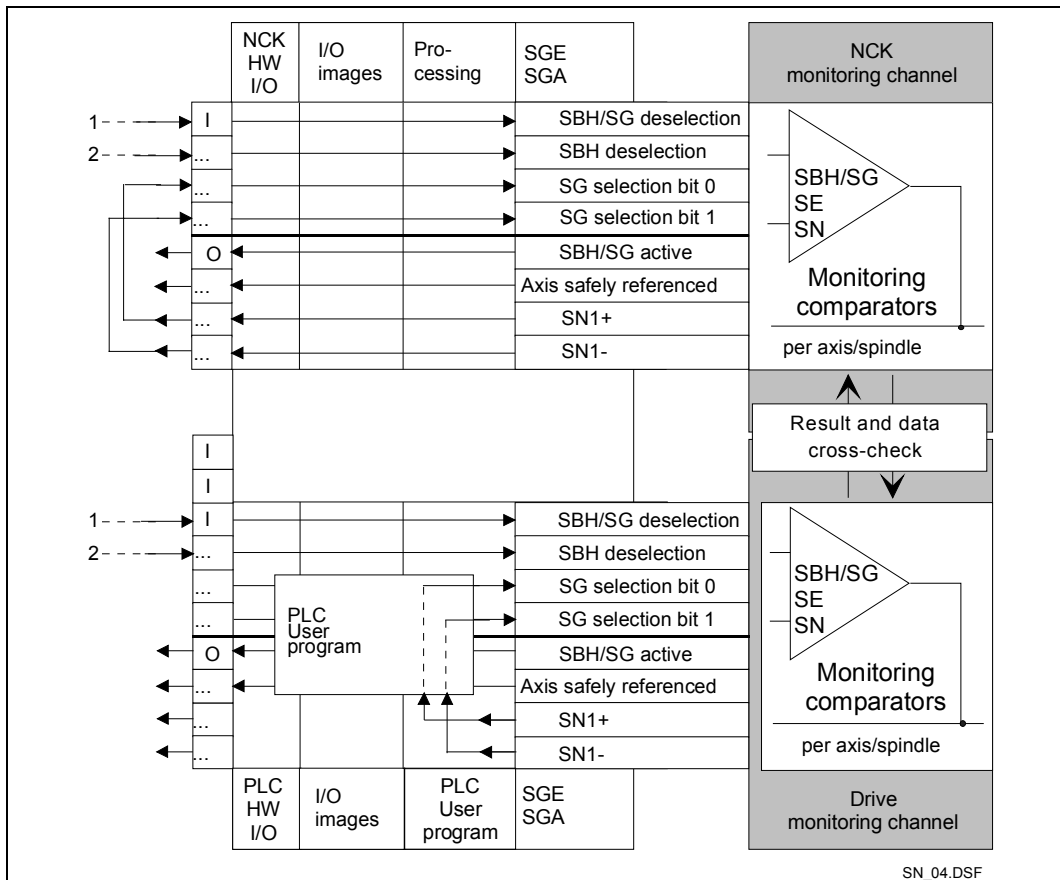 NCK
HW
I/O
I/O
images
Pro-
cessing
SGE
SGA
NCK
monitoring channel
1
I
SBH/SG deselection
2
...
SBH deselection
...
SG selection bit 0
...
SG selection bit 1
O
SBH/SG active
...
Axis safely referenced
...
SN1+
...
SN1-
SBH/SG
SE
SN
Monitoring
comparators
per axis/spindle
Result and data
cross-check
I
I
1
I
SBH/SG deselection
2
...
SBH deselection
...
SG selection bit 0
...
SG selection bit 1
PLC
User
program
O
SBH/SG active
...
Axis safely referenced
...
SN1+
...
SN1-
SBH/SG
SE
SN
Monitoring
comparators
per axis/spindle
PLC
HW
I/O
I/O
images
PLC
User
program
SGE
SGA
Drive
monitoring channel
SN_04.DSF